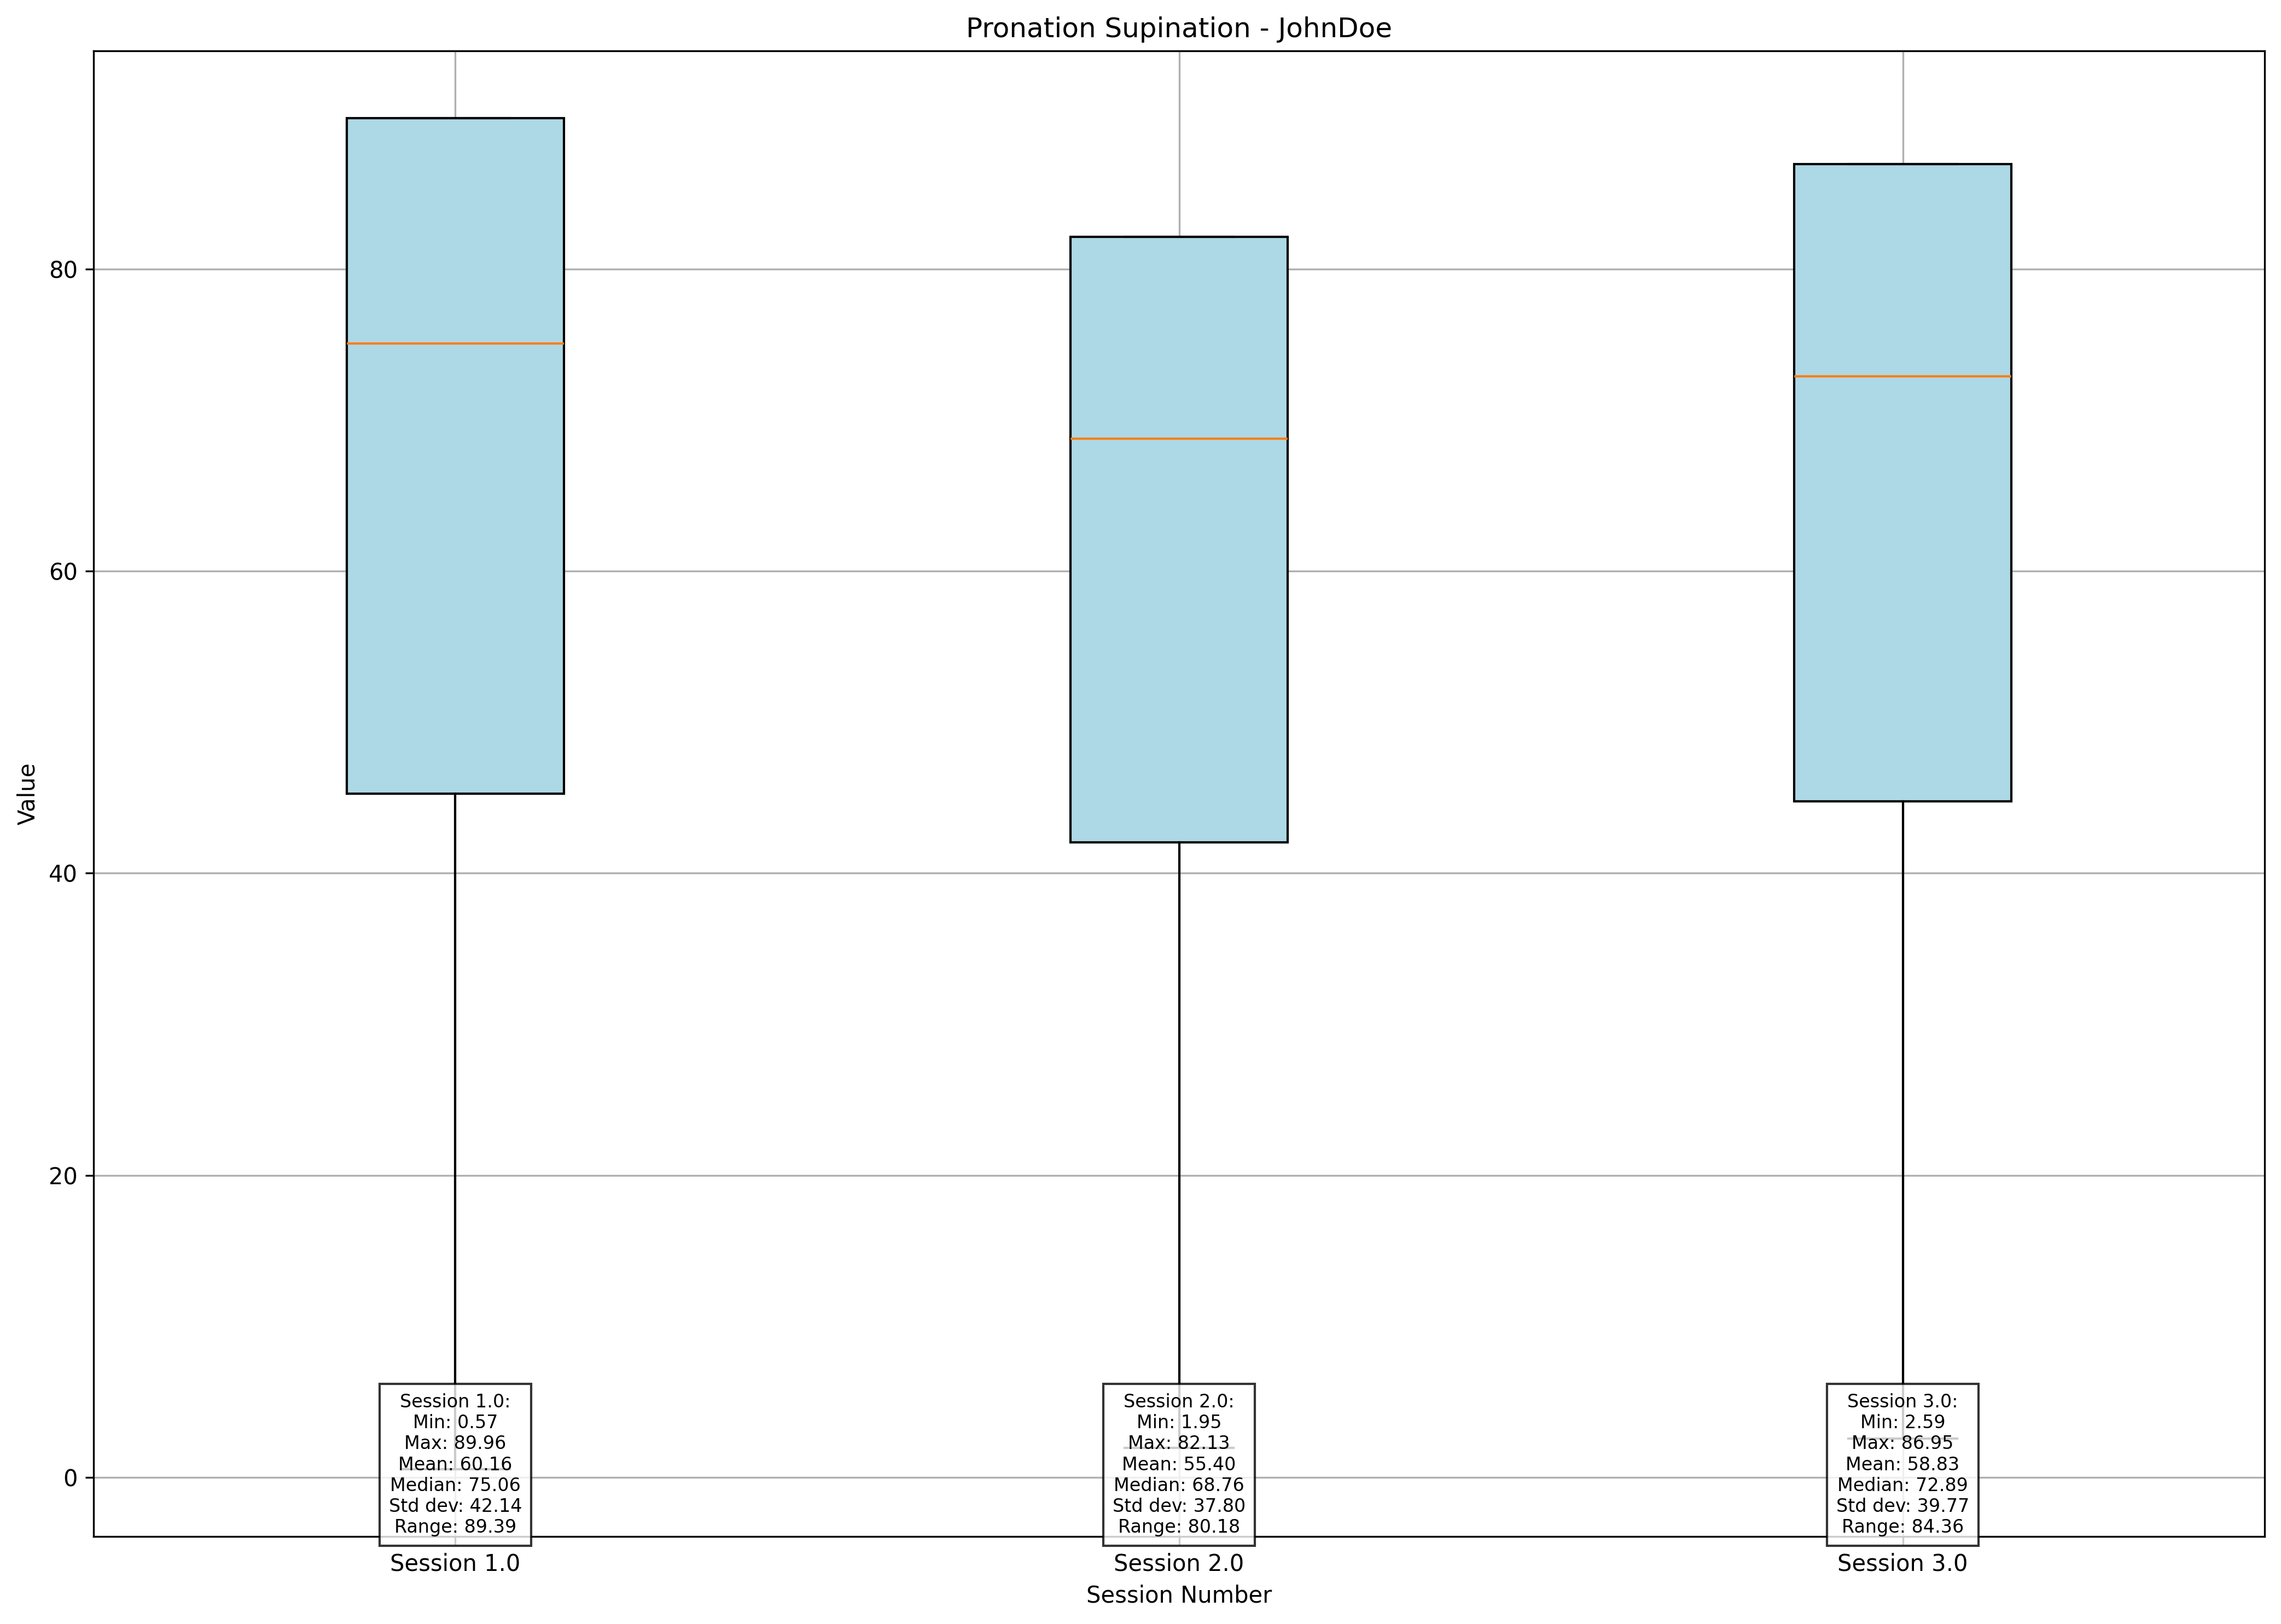 Pronation Supination - JohnDoe
80
60
40
20
0
Value
Session 1.0:
Min: 0.57
Max: 89.96
Mean: 60.16
Median: 75.06
Std dev: 42.14
Range: 89.39
Session 2.0:
Min: 1.95
Max: 82.13
Mean: 55.40
Median: 68.76
Std dev: 37.80
Range: 80.18
Session 3.0:
Min: 2.59
Max: 86.95
Mean: 58.83
Median: 72.89
Std dev: 39.77
Range: 84.36
Session 1.0
Session 2.0
Session 3.0
Session Number